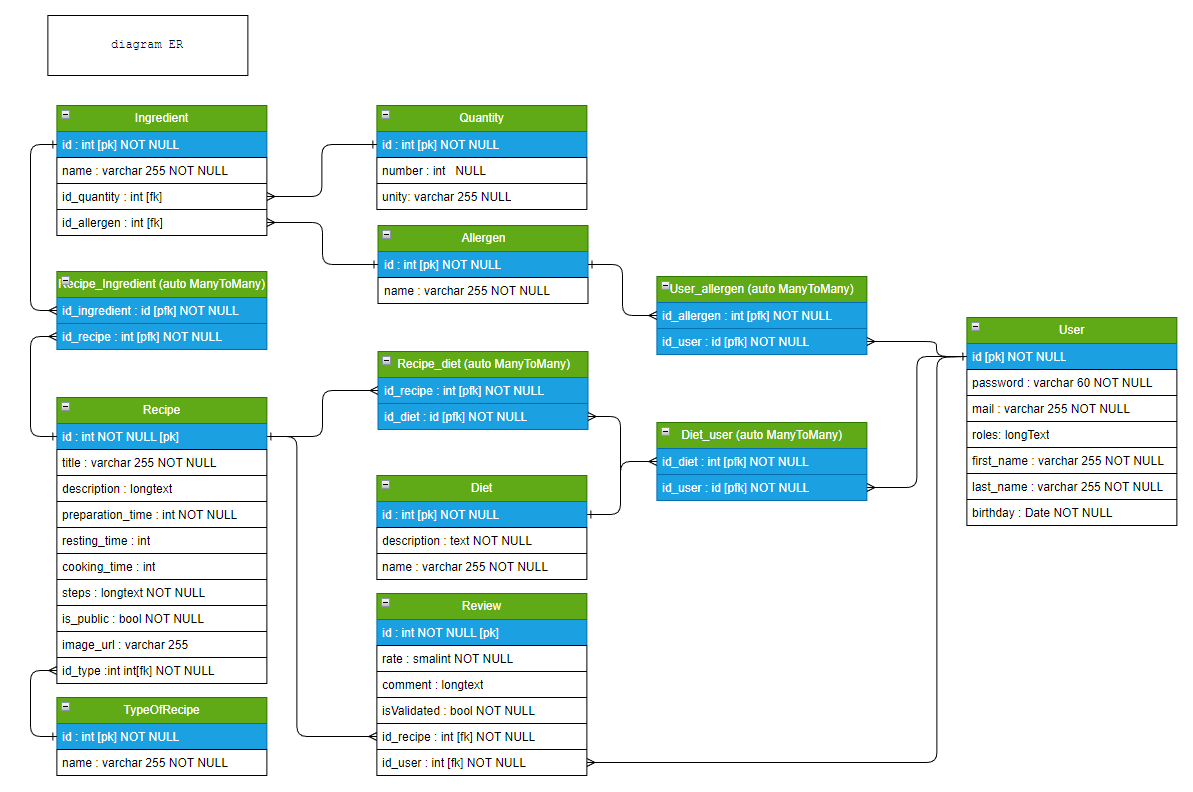 diagram ER
Ingredient
id : int [pk] NOT NULL
name : varchar 255 NOT NULL
id_quantity : int [fk]
id_allergen : int [fk]
Quantity
id : int [pk] NOT NULL
number : int   NULL
unity: varchar 255 NULL
Allergen
id : int [pk] NOT NULL
name : varchar 255 NOT NULL
Recipe_Ingredient (auto ManyToMany)
id_ingredient : id [pfk] NOT NULL
id_recipe : int [pfk] NOT NULL
User_allergen (auto ManyToMany)
id_allergen : int [pfk] NOT NULL
id_user : id [pfk] NOT NULL
User
id [pk] NOT NULL
password : varchar 60 NOT NULL
mail : varchar 255 NOT NULL
roles: longText
first_name : varchar 255 NOT NULL
last_name : varchar 255 NOT NULL
birthday : Date NOT NULL
Recipe_diet (auto ManyToMany)
id_recipe : int [pfk] NOT NULL
id_diet : id [pfk] NOT NULL
Diet_user (auto ManyToMany)
id_diet : int [pfk] NOT NULL
id_user : id [pfk] NOT NULL
Recipe
id : int NOT NULL [pk]
title : varchar 255 NOT NULL
description : longtext
preparation_time : int NOT NULL
resting_time : int
cooking_time : int
steps : longtext NOT NULL
is_public : bool NOT NULL
image_url : varchar 255
id_type :int int[fk] NOT NULL
Diet
id : int [pk] NOT NULL
description : text NOT NULL
name : varchar 255 NOT NULL
Review
id : int NOT NULL [pk]
rate : smalint NOT NULL
comment : longtext
isValidated : bool NOT NULL
id_recipe : int [fk] NOT NULL
id_user : int [fk] NOT NULL
TypeOfRecipe
id : int [pk] NOT NULL
name : varchar 255 NOT NULL